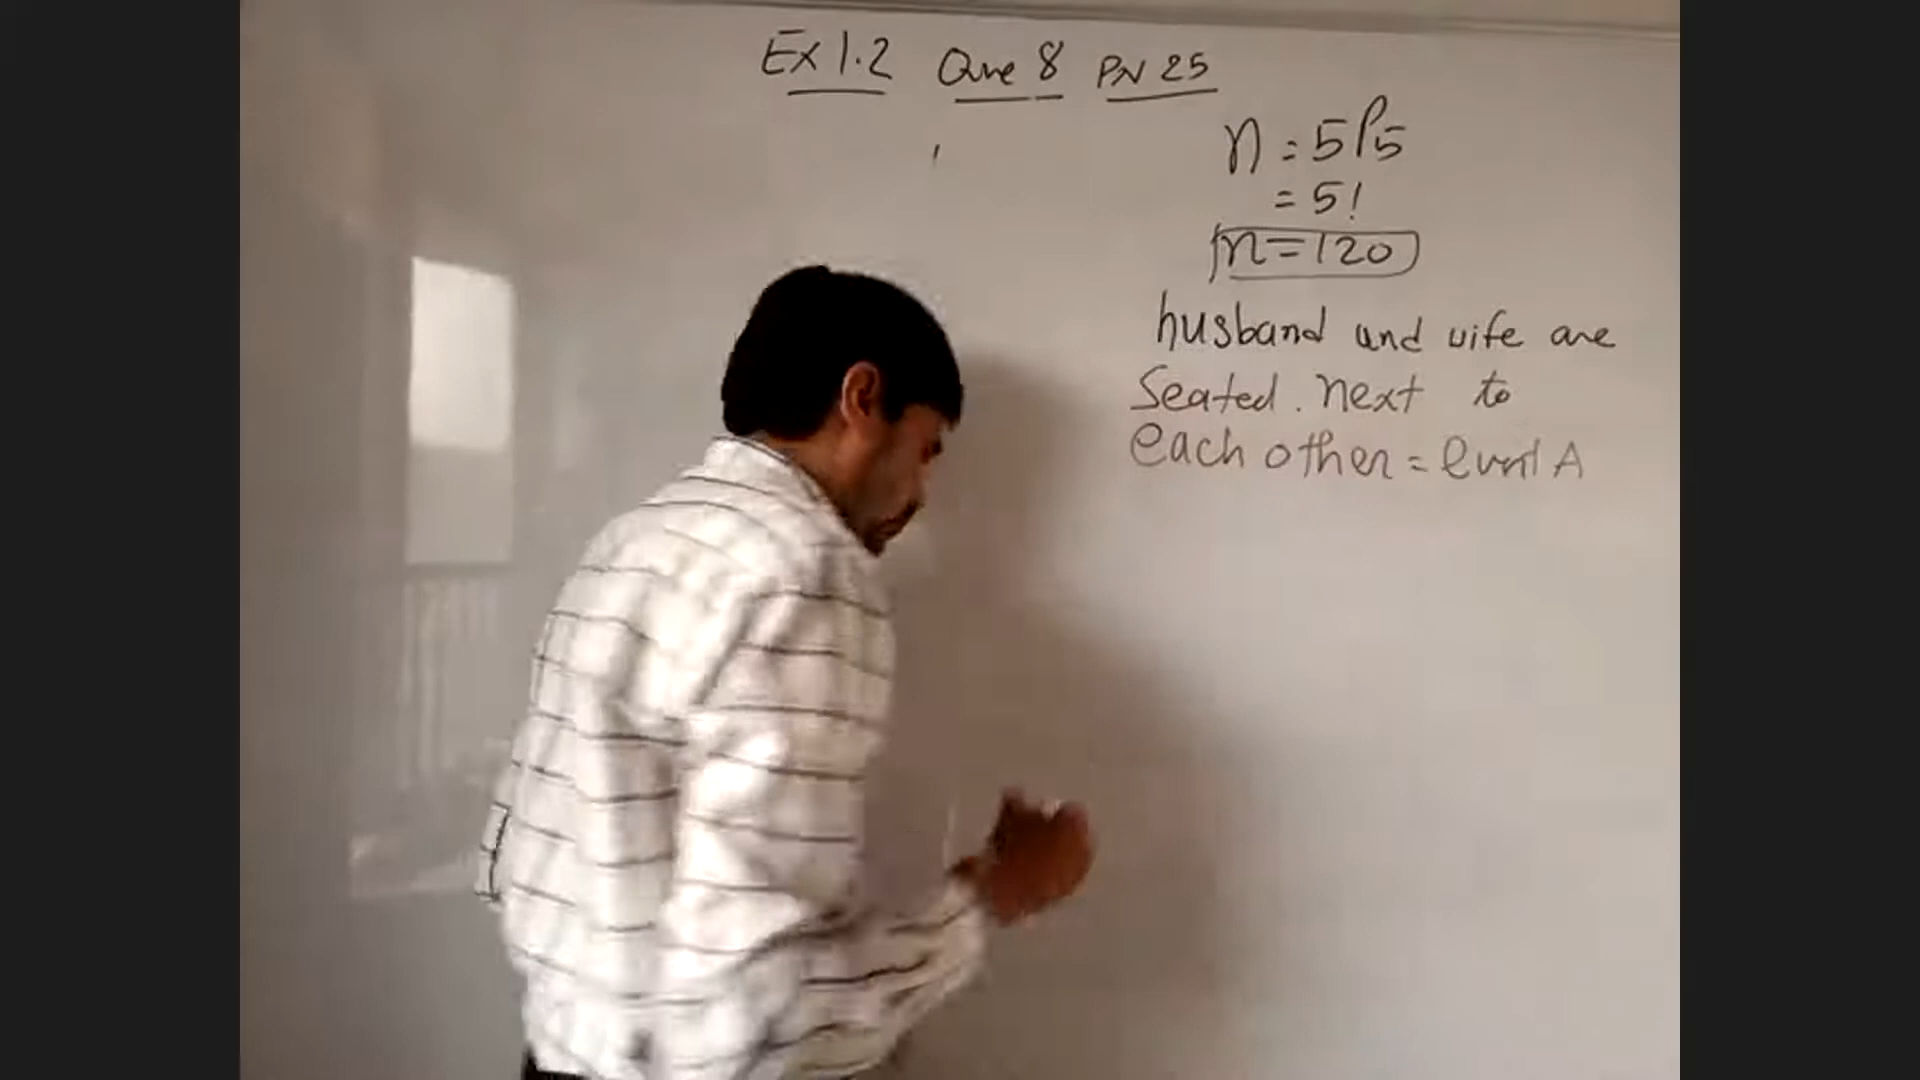 Ex 1.2 Que 8 PN 25
n = 5P5
= 5!
n = 120
husband and wife are
Seated. next to
each other = event A